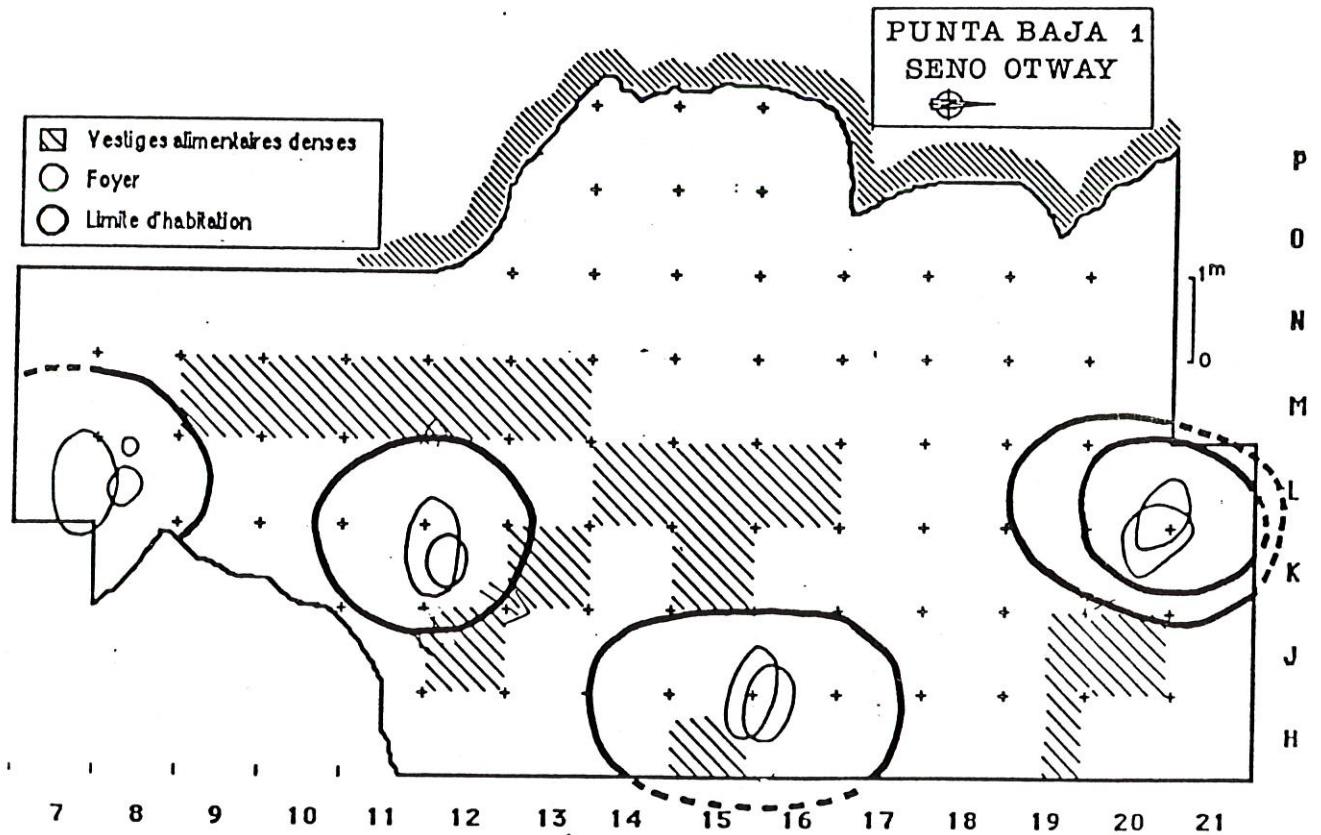 PUNTA BAJA 1
SENO OTWAY
N
Vestiges alimentaires denses
Foyer
Limite d'habitation
P
O
N
M
L
K
J
H
1m
0
7 8 9 10 11 12 13 14 15 16 17 18 19 20 21